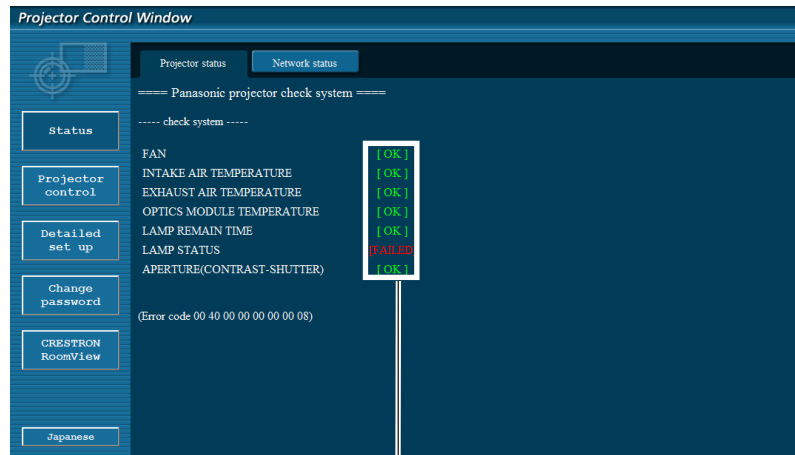 Projector Control Window
Projector status
Network status
==== Panasonic projector check system ====
Status
----- check system -----
FAN [ OK ]
INTAKE AIR TEMPERATURE [ OK ]
Projector control
EXHAUST AIR TEMPERATURE [ OK ]
OPTICS MODULE TEMPERATURE [ OK ]
Detailed set up
LAMP REMAIN TIME [ OK ]
LAMP STATUS [FAILED
APERTURE(CONTRAST-SHUTTER) [ OK ]
Change password
(Error code 00 40 00 00 00 00 00 08)
CRESTRON RoomView
Japanese